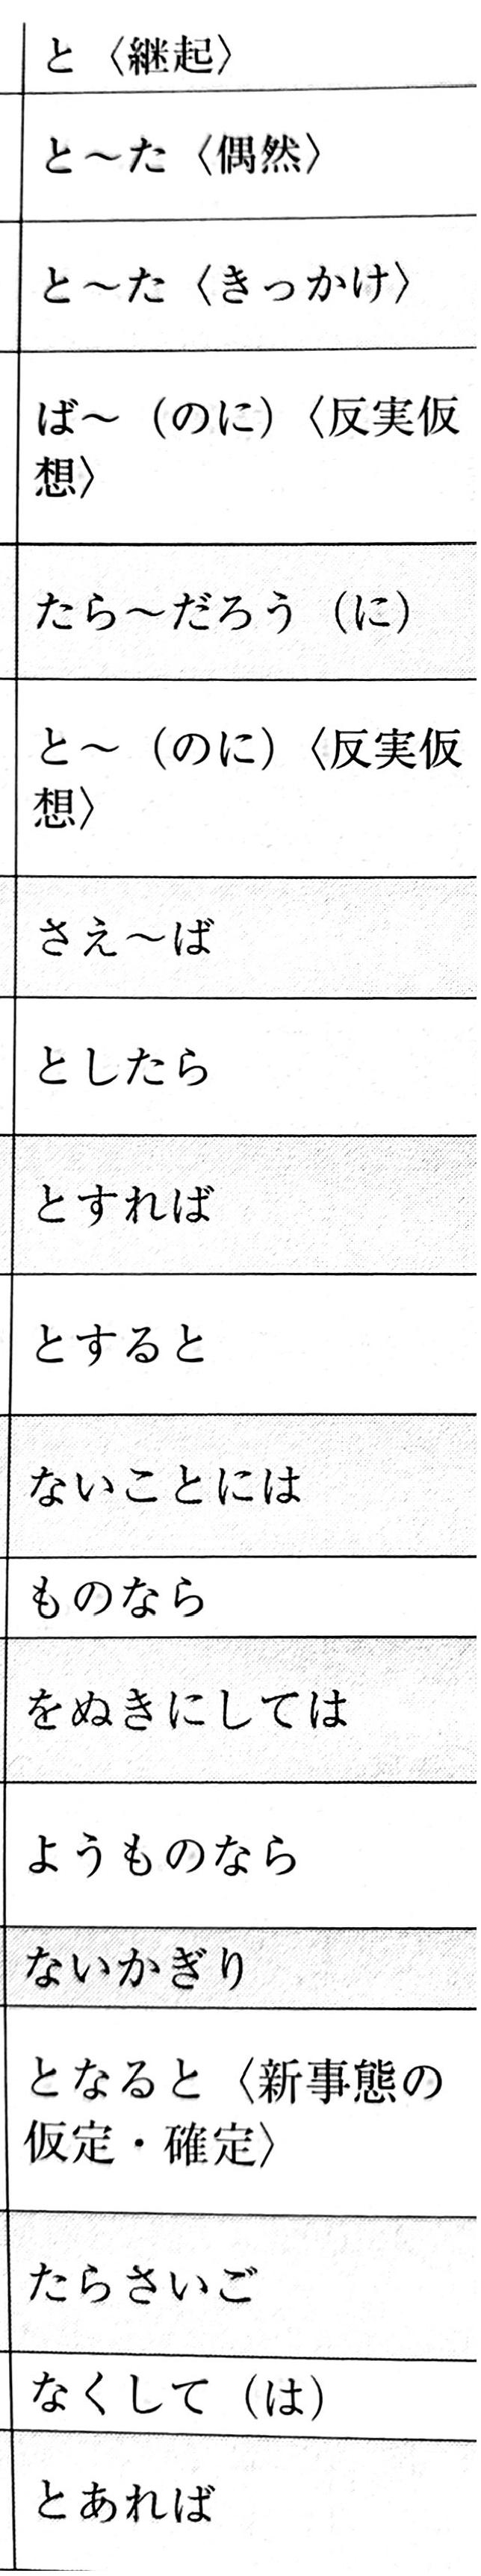 と〈継起〉
と～た〈偶然〉
と～た〈きっかけ〉
ば～（のに）〈反実仮
想〉
たら～だろう（に）
と～（のに）〈反実仮
想〉
さえ～ば
としたら
とすれば
とすると
ないことには
ものなら
をぬきにしては
ようものなら
ないかぎり
となると〈新事態の
仮定・確定〉
たらさいご
なくして（は）
とあれば